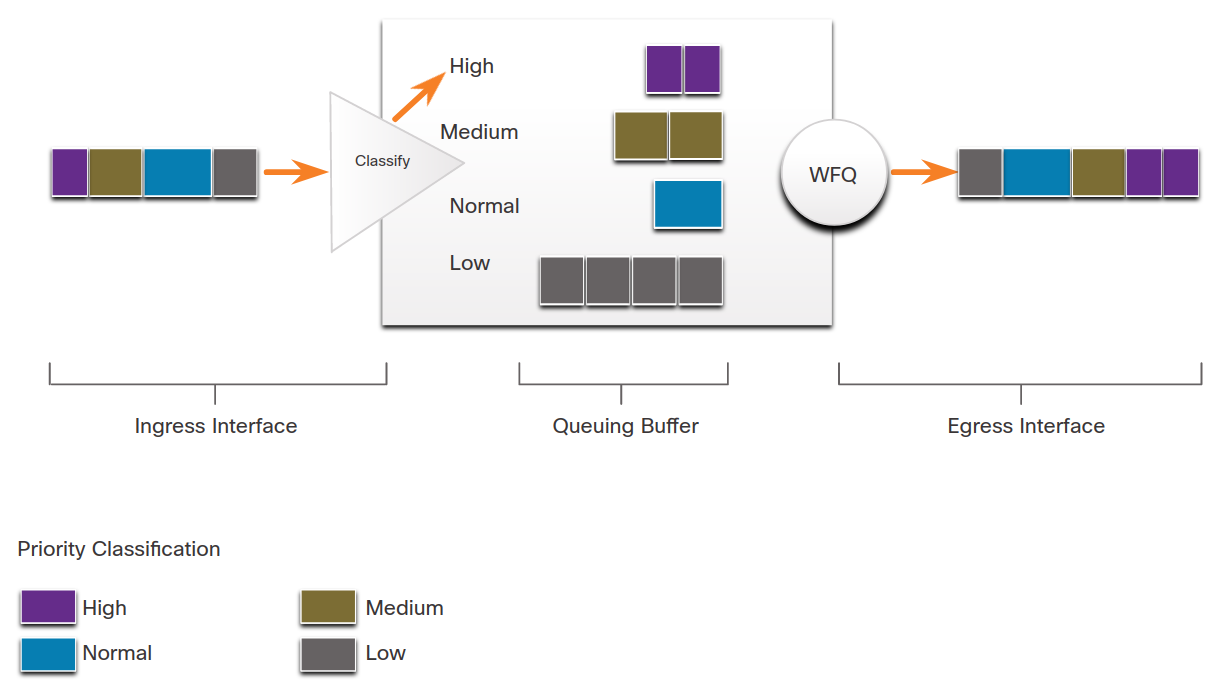 High
Medium
Classify
WFQ
Normal
Low
Ingress Interface
Queuing Buffer
Egress Interface
Priority Classification
High
Medium
Normal
Low